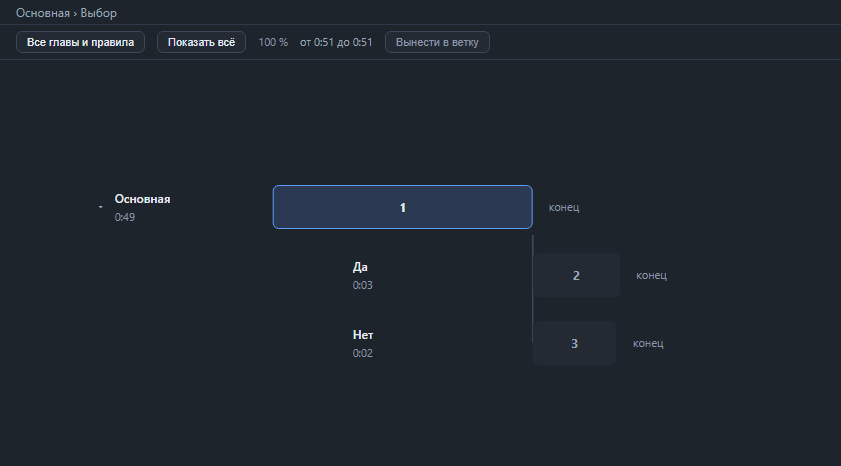 Основная › Выбор
Все главы и правила Показать всё 100 % от 0:51 до 0:51 Вынести в ветку
Основная
0:49
1
конец
Да
0:03
2
конец
Нет
0:02
3
конец